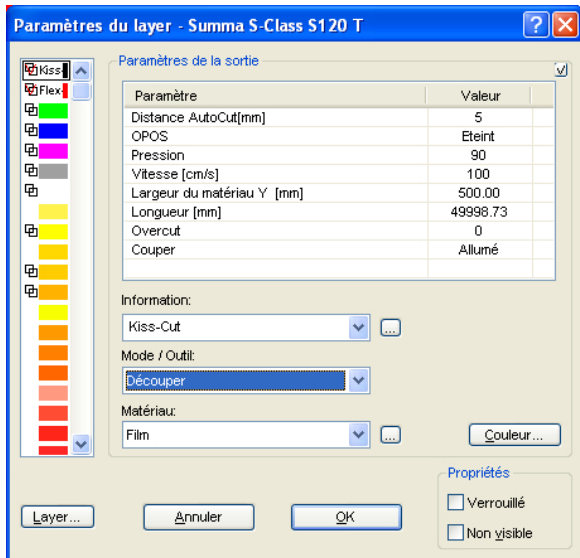 Paramètres du layer - Summa S-Class S120 T
Kiss-
Flex-
Paramètres de la sortie
Paramètre Valeur
Distance AutoCut[mm] 5
OPOS Eteint
Pression 90
Vitesse [cm/s] 100
Largeur du matériau Y [mm] 500.00
Longueur [mm] 49998.73
Overcut 0
Couper Allumé
Information:
Kiss-Cut ...
Mode / Outil:
Découper
Matériau:
Film ...
Couleur...
Propriétés
Verrouillé
Non visible
Layer... Annuler OK